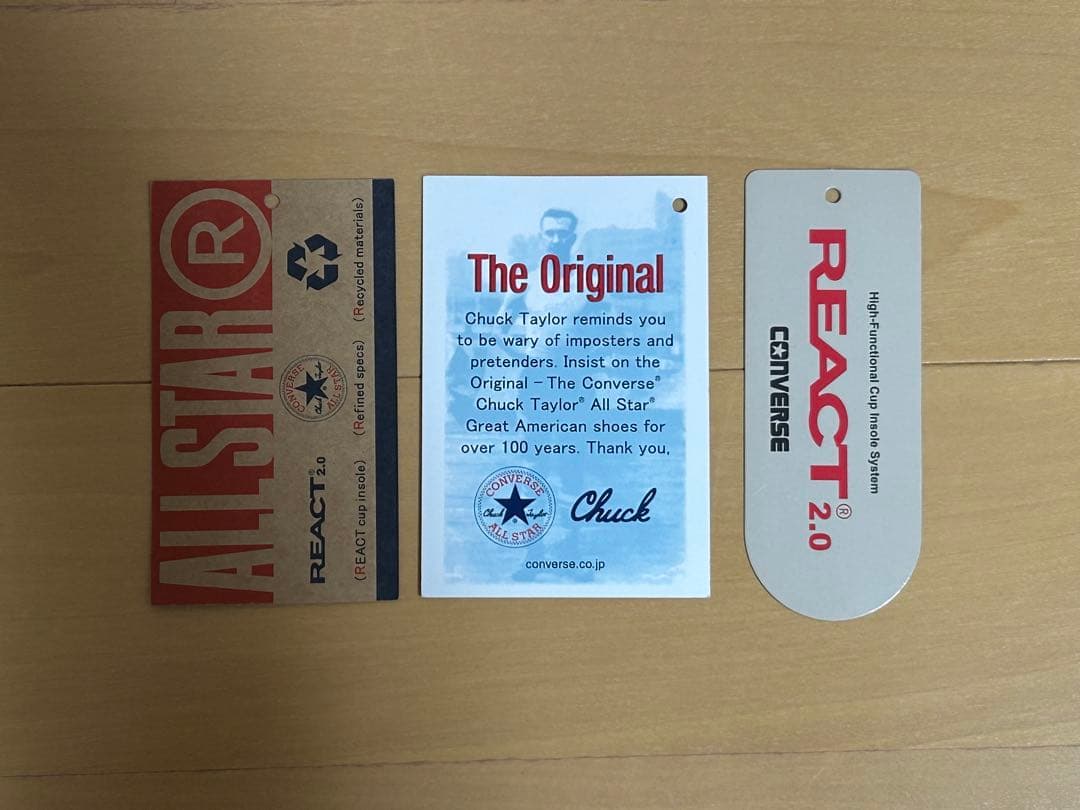 ALL STAR Ⓡ
REACT® 2.0
(REACT cup insole)
CONVERSE
Chuck Taylor
ALL STAR
(Refined specs)
(Recycled materials)
The Original
Chuck Taylor reminds you
to be wary of imposters and
pretenders. Insist on the
Original – The Converse®
Chuck Taylor® All Star®
Great American shoes for
over 100 years. Thank you,
CONVERSE
Chuck Taylor
®
ALL STAR
Chuck
converse.co.jp
High-Functional Cup Insole System
REACT® 2.0
CONVERSE